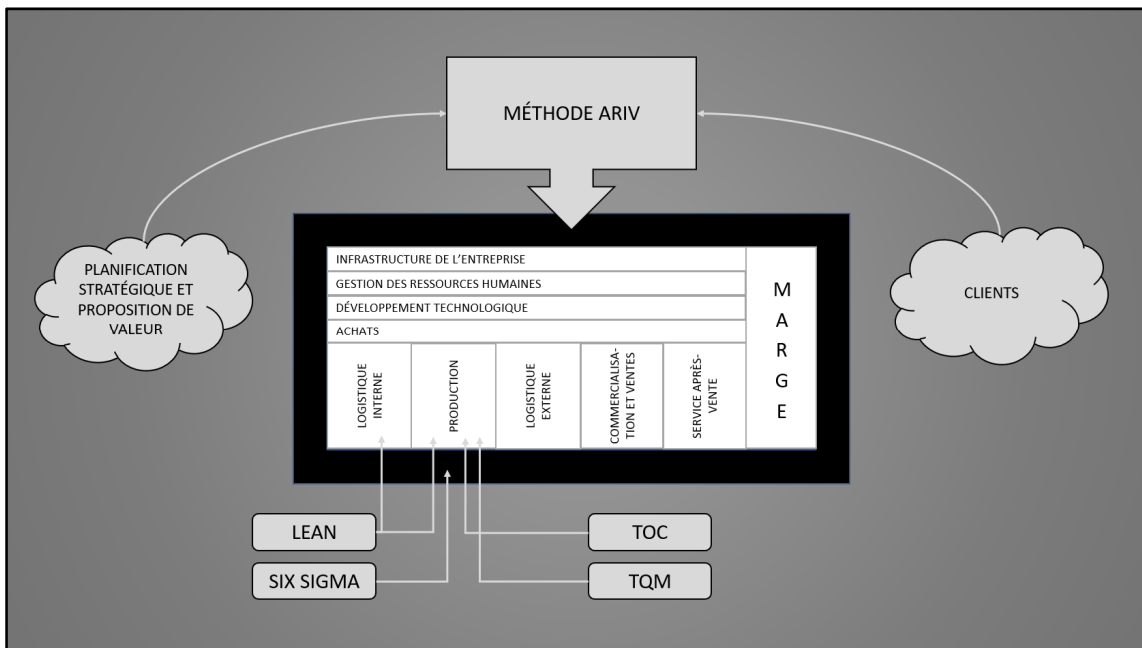 MÉTHODE ARIV
PLANIFICATION
STRATÉGIQUE ET
PROPOSITION DE
VALEUR
CLIENTS
INFRASTRUCTURE DE L'ENTREPRISE
GESTION DES RESSOURCES HUMAINES
DÉVELOPPEMENT TECHNOLOGIQUE
ACHATS
LOGISTIQUE
INTERNE
PRODUCTION
LOGISTIQUE
EXTERNE
COMMERCIALISA-
TION ET VENTES
SERVICE APRÈS-
VENTE
M
A
R
G
E
LEAN
TOC
SIX SIGMA
TQM